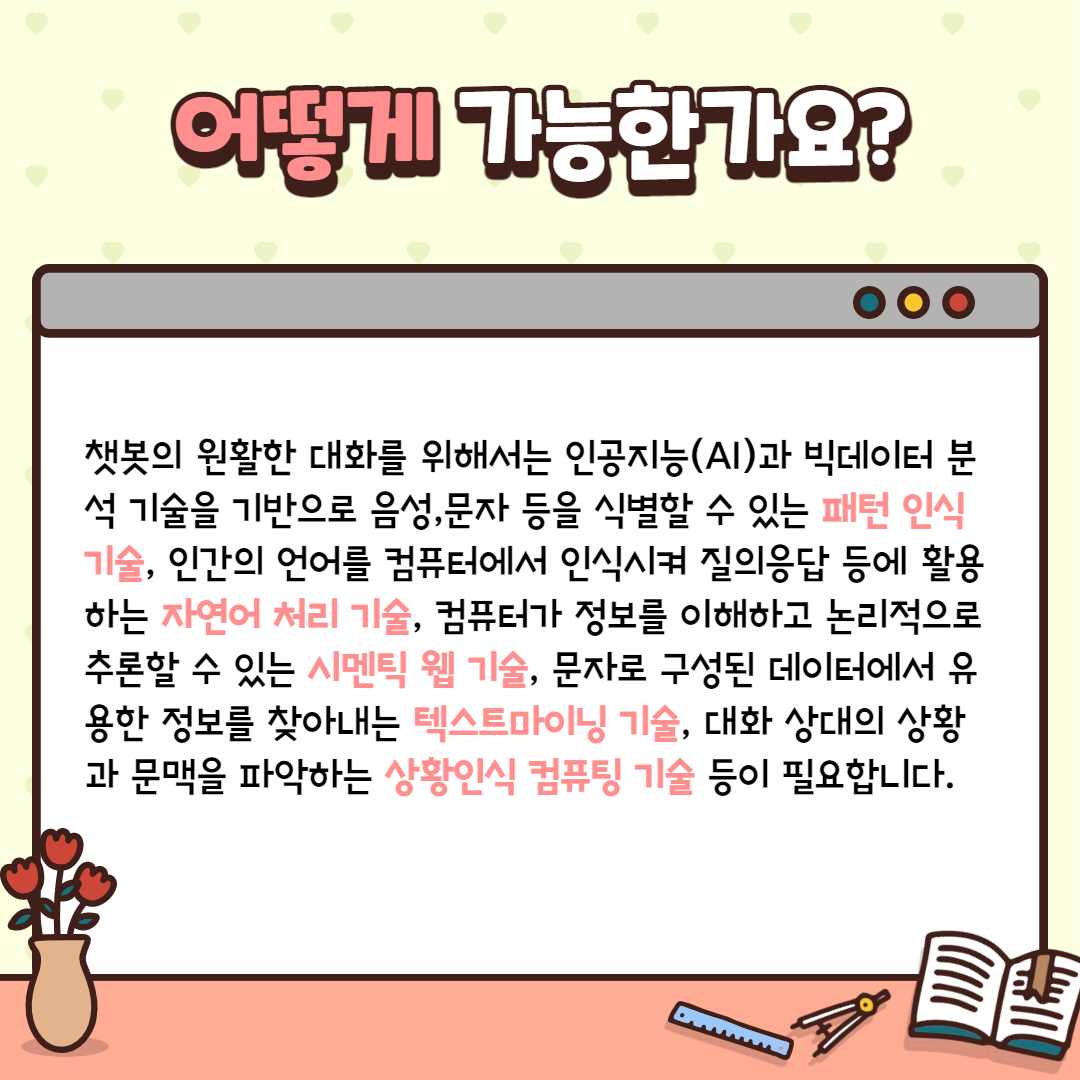 어떻게 가능한가요?
챗봇의 원활한 대화를 위해서는 인공지능(AI)과 빅데이터 분
석 기술을 기반으로 음성,문자 등을 식별할 수 있는 패턴 인식
기술, 인간의 언어를 컴퓨터에서 인식시켜 질의응답 등에 활용
하는 자연어 처리 기술, 컴퓨터가 정보를 이해하고 논리적으로
추론할 수 있는 시멘틱 웹 기술, 문자로 구성된 데이터에서 유
용한 정보를 찾아내는 텍스트마이닝 기술, 대화 상대의 상황
과 문맥을 파악하는 상황인식 컴퓨팅 기술 등이 필요합니다.